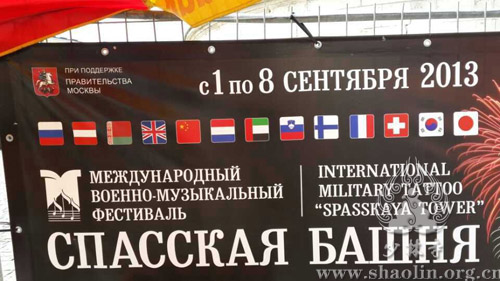 ПРИ ПОДДЕРЖКЕ
ПРАВИТЕЛЬСТВА
МОСКВЫ
с 1 по 8 СЕНТЯБРЯ 2013
МЕЖДУНАРОДНЫЙ
ВОЕННО-МУЗЫКАЛЬНЫЙ
ФЕСТИВАЛЬ
INTERNATIONAL
MILITARY TATTOO
“SPASSKAYA TOWER”
СПАССКАЯ БАШНЯ
www.shaolin.org.cn